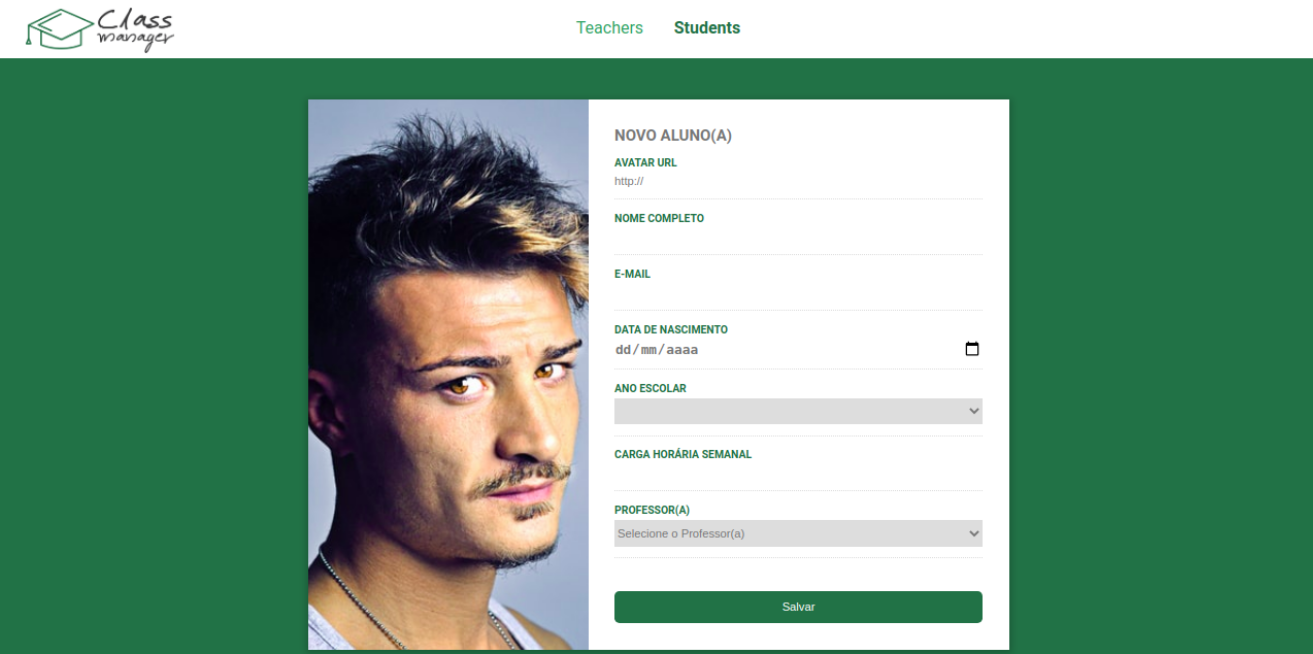 Class
manager
Teachers Students
NOVO ALUNO(A)
AVATAR URL
http://
NOME COMPLETO
E-MAIL
DATA DE NASCIMENTO
dd/mm/aaaa
ANO ESCOLAR
CARGA HORÁRIA SEMANAL
PROFESSOR(A)
Selecione o Professor(a)
Salvar